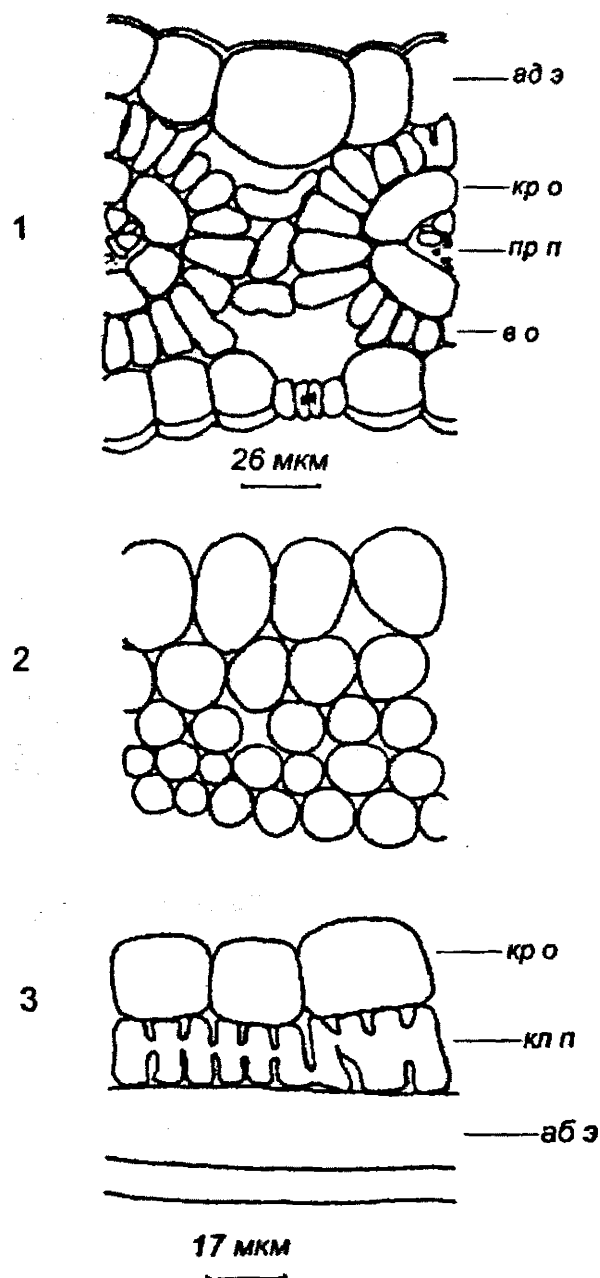 1
ад э
кр о
пр п
в о
26 мкм
2
3
кр о
кл п
аб э
17 мкм